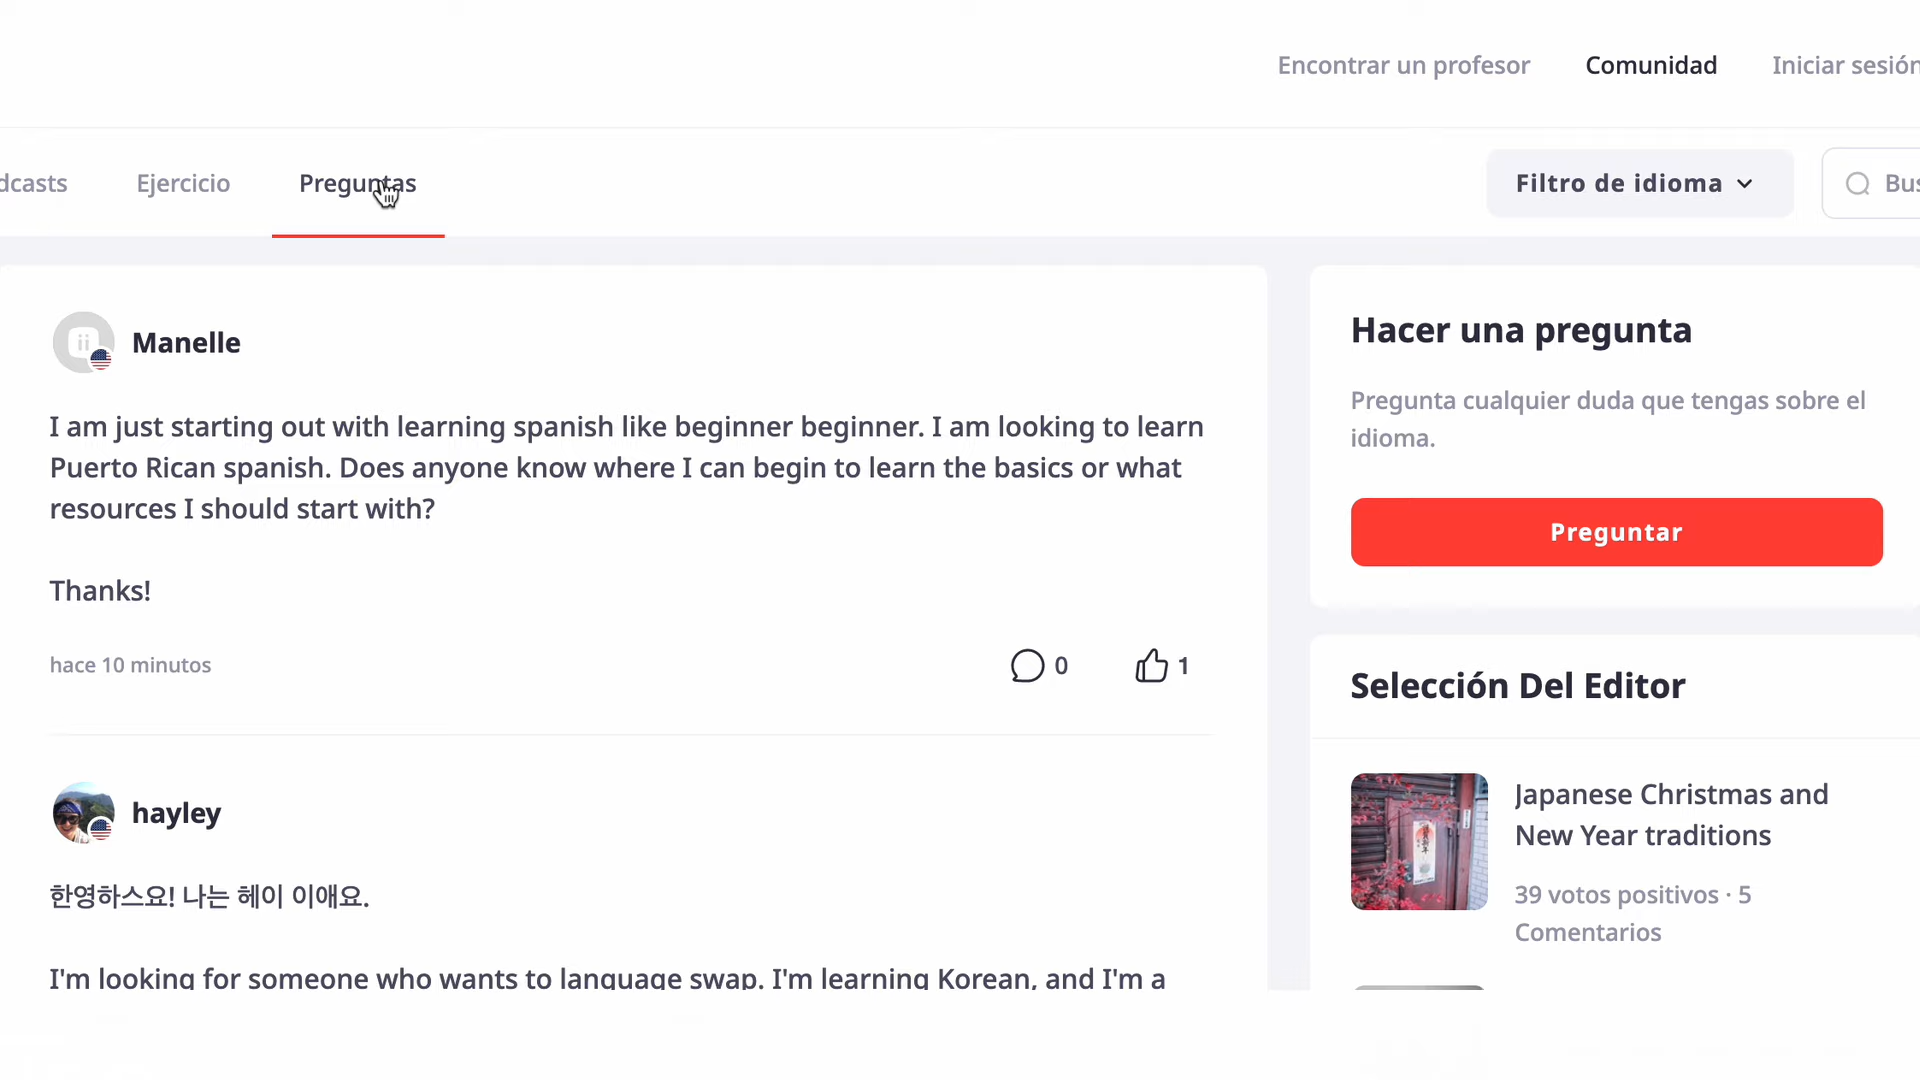 Encontrar un profesor
Comunidad
Iniciar sesión
dcasts
Ejercicio
Preguntas
Filtro de idioma
Bus
Manelle
I am just starting out with learning spanish like beginner beginner. I am looking to learn
Puerto Rican spanish. Does anyone know where I can begin to learn the basics or what
resources I should start with?
Thanks!
hace 10 minutos
0
1
hayley
한영하스요! 나는 헤이 이애요.
I'm looking for someone who wants to language swap. I'm learning Korean, and I'm a
Hacer una pregunta
Pregunta cualquier duda que tengas sobre el
idioma.
Preguntar
Selección Del Editor
Japanese Christmas and
New Year traditions
39 votos positivos · 5
Comentarios